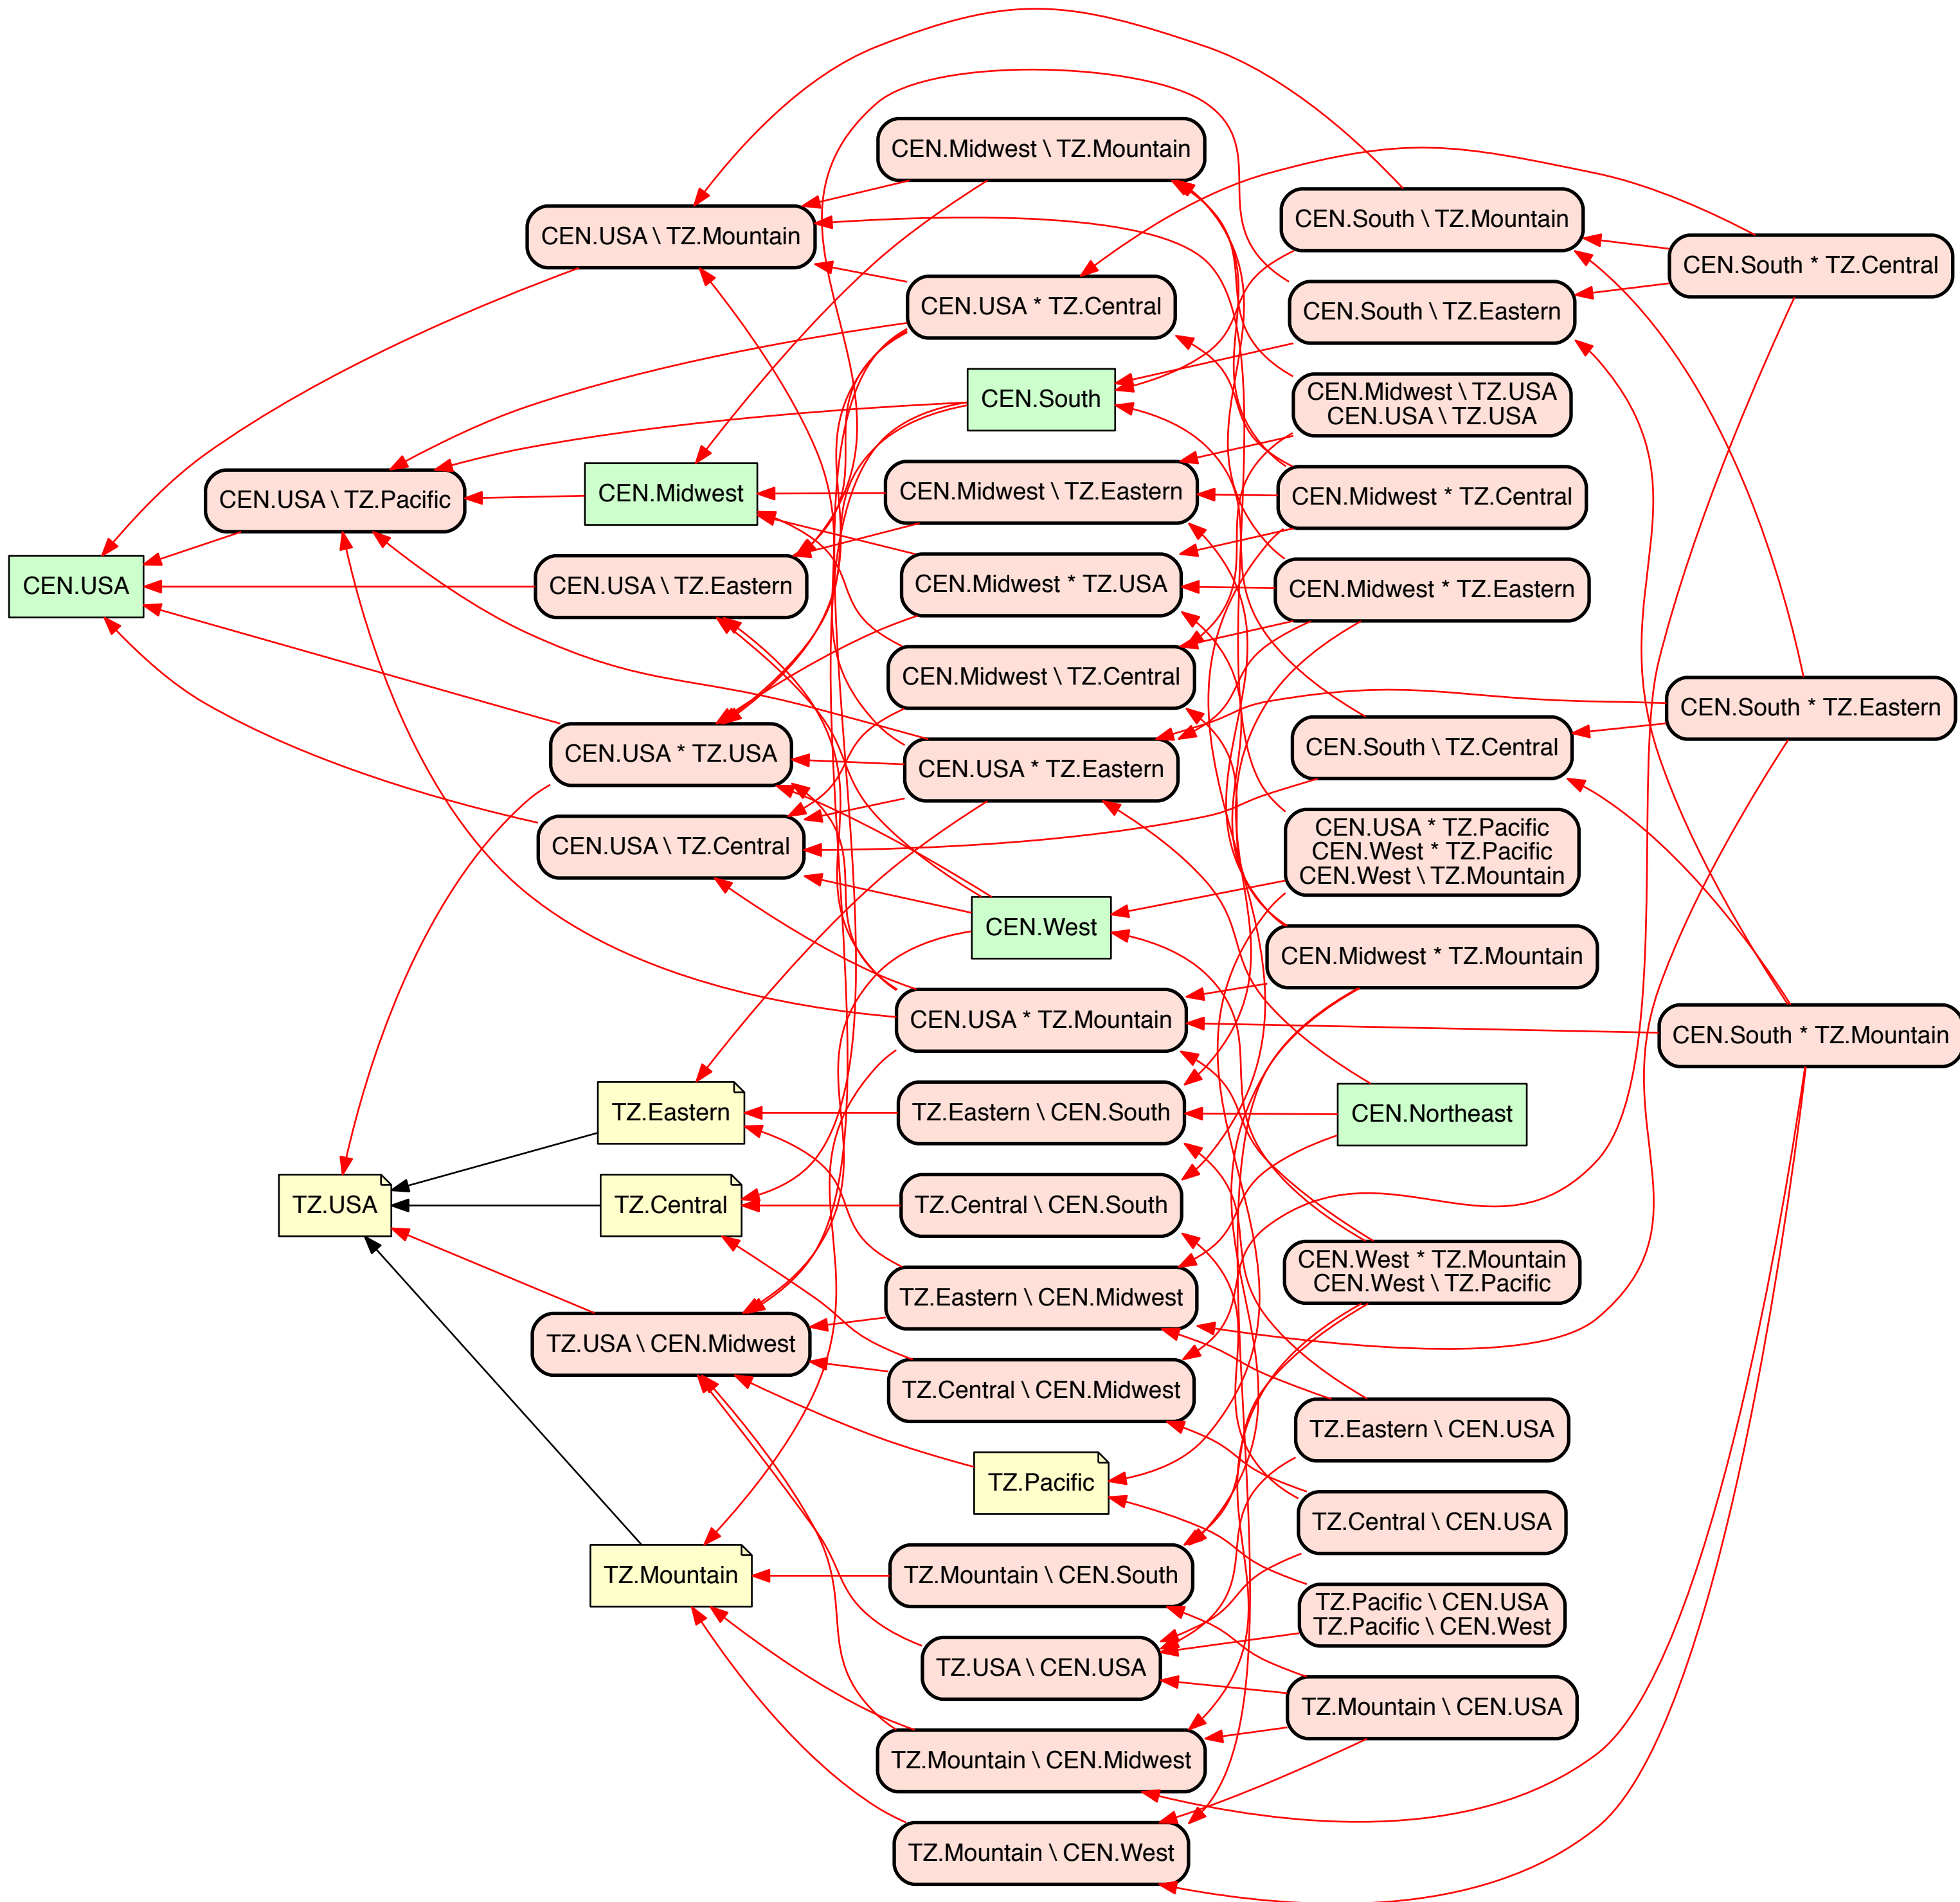 CEN.USA
CEN.USA \ TZ.Pacific
TZ.USA
CEN.USA \ TZ.Mountain
CEN.Midwest
CEN.USA \ TZ.Eastern
CEN.USA * TZ.USA
CEN.USA \ TZ.Central
TZ.Eastern
TZ.Central
TZ.USA \ CEN.Midwest
TZ.Mountain
CEN.Midwest \ TZ.Mountain
CEN.USA * TZ.Central
CEN.South
CEN.Midwest \ TZ.Eastern
CEN.Midwest * TZ.USA
CEN.Midwest \ TZ.Central
CEN.USA * TZ.Eastern
CEN.West
CEN.USA * TZ.Mountain
TZ.Eastern \ CEN.South
TZ.Central \ CEN.South
TZ.Eastern \ CEN.Midwest
TZ.Central \ CEN.Midwest
TZ.Pacific
TZ.Mountain \ CEN.South
TZ.USA \ CEN.USA
TZ.Mountain \ CEN.Midwest
TZ.Mountain \ CEN.West
CEN.South \ TZ.Mountain
CEN.South \ TZ.Eastern
CEN.Midwest \ TZ.USA
CEN.USA \ TZ.USA
CEN.Midwest * TZ.Central
CEN.Midwest * TZ.Eastern
CEN.South \ TZ.Central
CEN.USA * TZ.Pacific
CEN.West * TZ.Pacific
CEN.West \ TZ.Mountain
CEN.Midwest * TZ.Mountain
CEN.Northeast
CEN.West * TZ.Mountain
CEN.West \ TZ.Pacific
TZ.Eastern \ CEN.USA
TZ.Central \ CEN.USA
TZ.Pacific \ CEN.USA
TZ.Pacific \ CEN.West
TZ.Mountain \ CEN.USA
CEN.South * TZ.Central
CEN.South * TZ.Eastern
CEN.South * TZ.Mountain